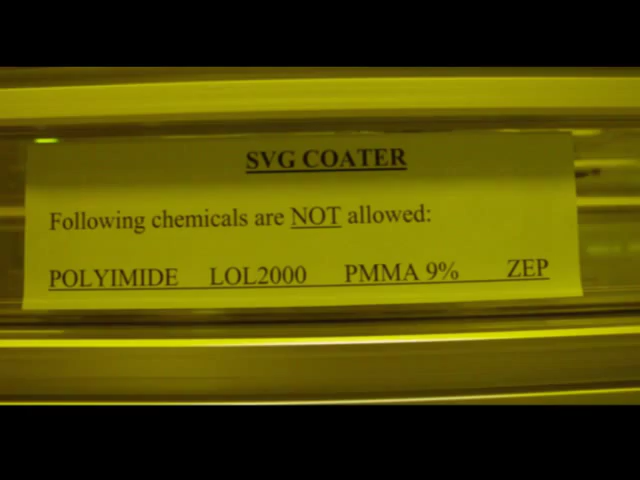 SVG COATER
Following chemicals are NOT allowed:
POLYIMIDE LOL2000 PMMA 9% ZEP